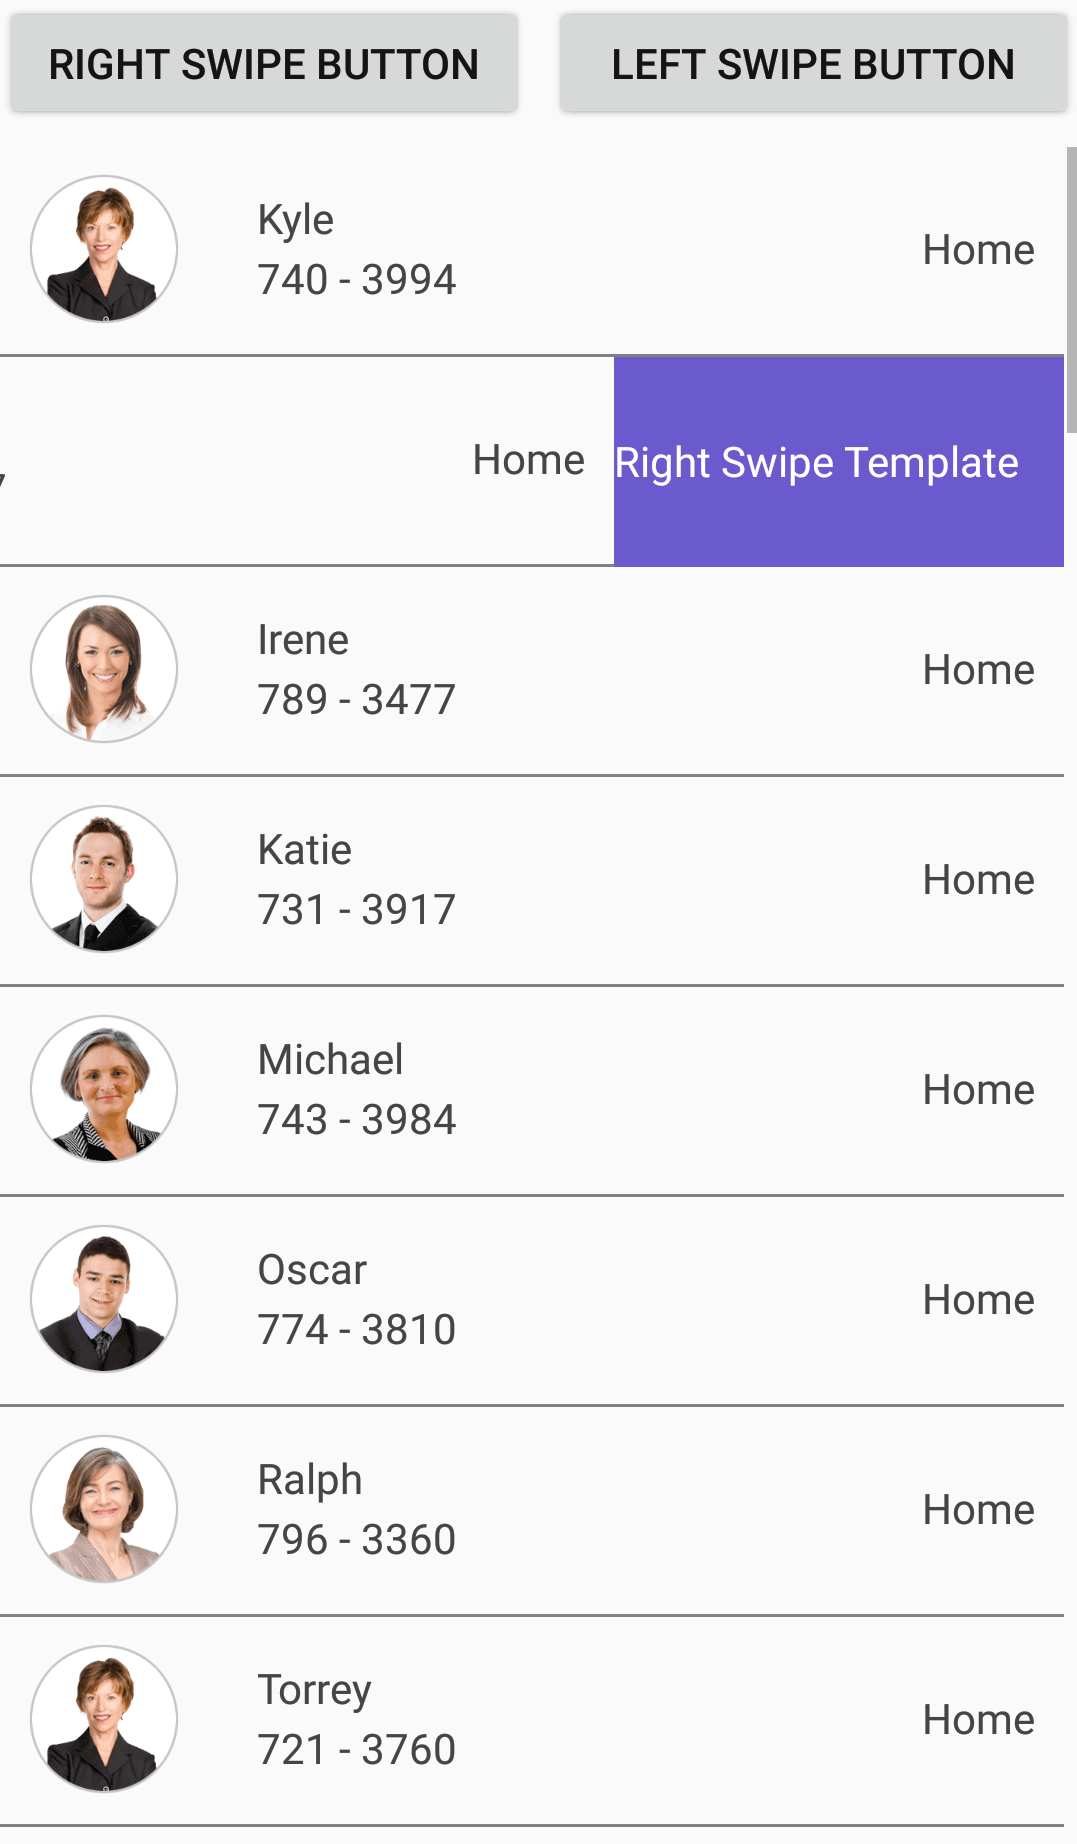 RIGHT SWIPE BUTTON
LEFT SWIPE BUTTON
Kyle
740 - 3994
Home
Home
Right Swipe Template
Irene
789 - 3477
Home
Katie
731 - 3917
Home
Michael
743 - 3984
Home
Oscar
774 - 3810
Home
Ralph
796 - 3360
Home
Torrey
721 - 3760
Home